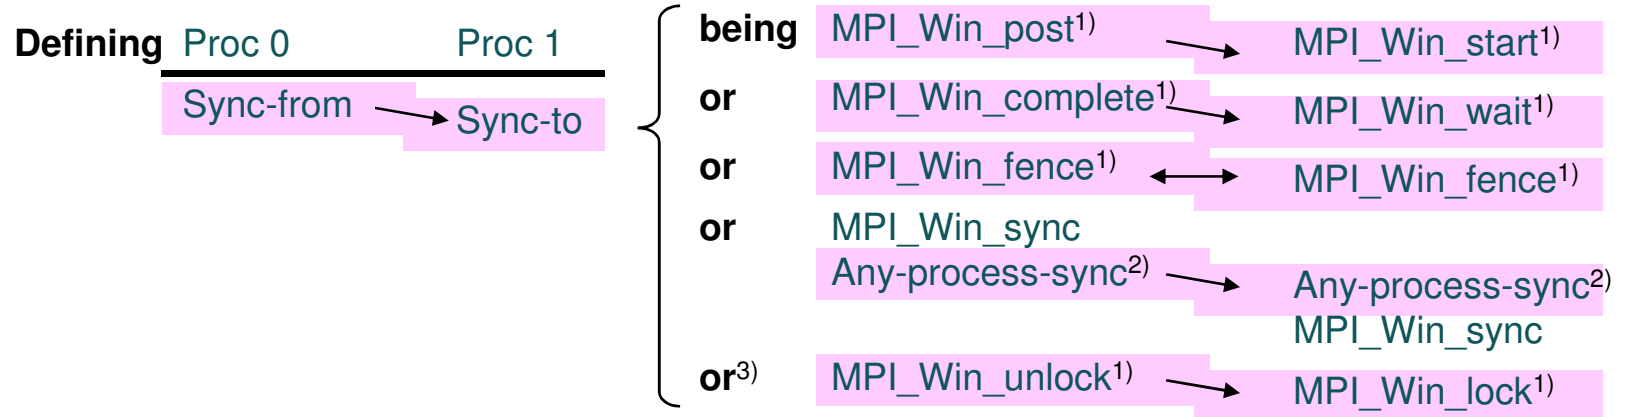 Defining Proc 0 Proc 1
Sync-from Sync-to
being MPI_Win_post1) MPI_Win_start1)
or MPI_Win_complete1) MPI_Win_wait1)
or MPI_Win_fence1) MPI_Win_fence1)
or MPI_Win_sync
Any-process-sync2) Any-process-sync2)
MPI_Win_sync
or3) MPI_Win_unlock1) MPI_Win_lock1)